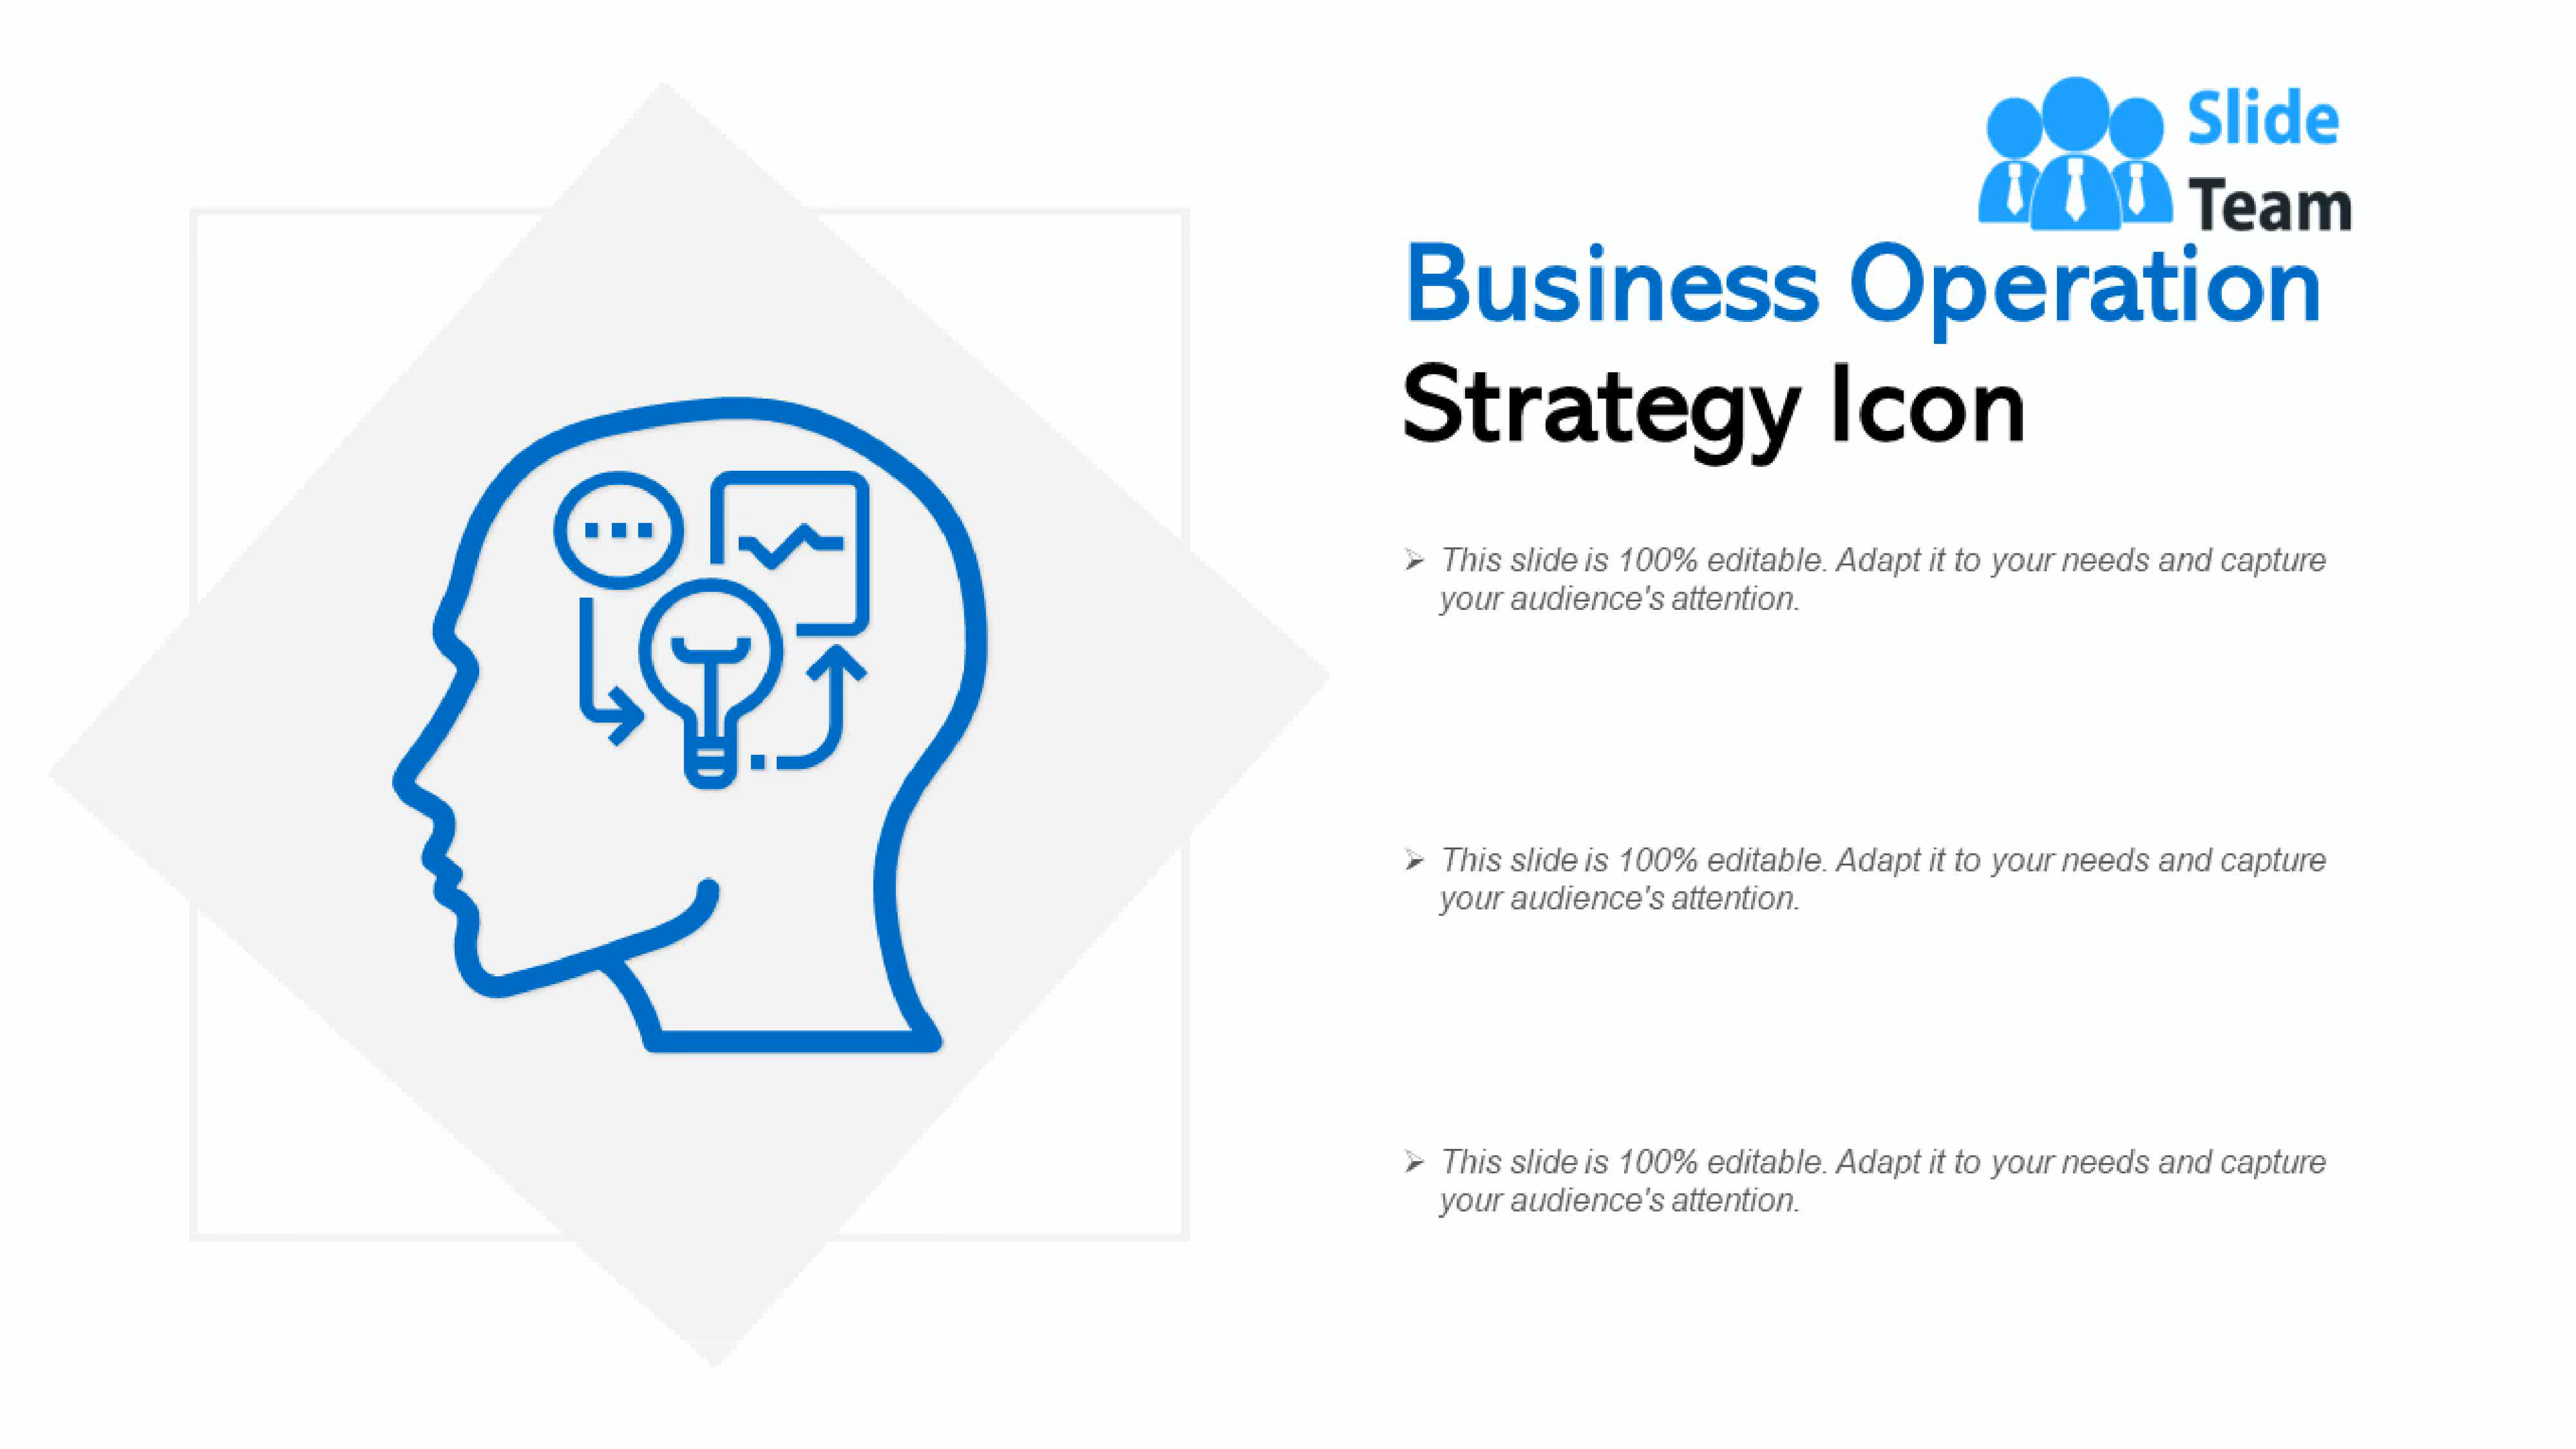 Slide
Team
Business Operation
Strategy Icon
➢ This slide is 100% editable. Adapt it to your needs and capture
your audience's attention.
➢ This slide is 100% editable. Adapt it to your needs and capture
your audience's attention.
➢ This slide is 100% editable. Adapt it to your needs and capture
your audience's attention.